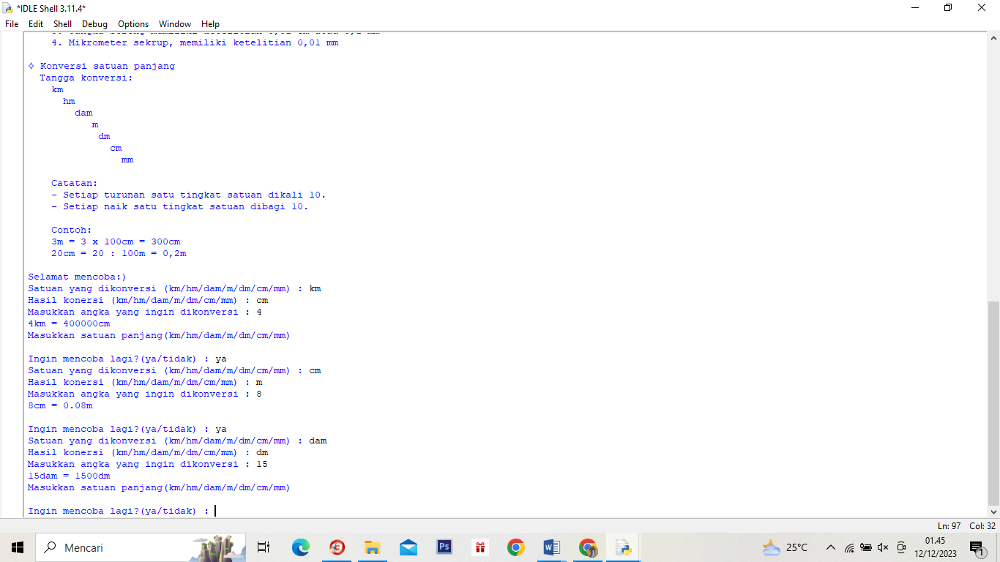 *IDLE Shell 3.11.4*
File Edit Shell Debug Options Window Help
4. Mikrometer sekrup, memiliki ketelitian 0,01 mm
◊ Konversi satuan panjang
Tangga konversi:
km
hm
dam
m
dm
cm
mm
Catatan:
- Setiap turunan satu tingkat satuan dikali 10.
- Setiap naik satu tingkat satuan dibagi 10.
Contoh:
3m = 3 x 100cm = 300cm
20cm = 20 : 100m = 0,2m
Selamat mencoba:)
Satuan yang dikonversi (km/hm/dam/m/dm/cm/mm) : km
Hasil konersi (km/hm/dam/m/dm/cm/mm) : cm
Masukkan angka yang ingin dikonversi : 4
4km = 400000cm
Masukkan satuan panjang(km/hm/dam/m/dm/cm/mm)
Ingin mencoba lagi?(ya/tidak) : ya
Satuan yang dikonversi (km/hm/dam/m/dm/cm/mm) : cm
Hasil konersi (km/hm/dam/m/dm/cm/mm) : m
Masukkan angka yang ingin dikonversi : 8
8cm = 0.08m
Ingin mencoba lagi?(ya/tidak) : ya
Satuan yang dikonversi (km/hm/dam/m/dm/cm/mm) : dam
Hasil konersi (km/hm/dam/m/dm/cm/mm) : dm
Masukkan angka yang ingin dikonversi : 15
15dam = 1500dm
Masukkan satuan panjang(km/hm/dam/m/dm/cm/mm)
Ingin mencoba lagi?(ya/tidak) :
Ln: 97 Col: 32
Mencari
Ps
W
25°C
01.45
12/12/2023
1